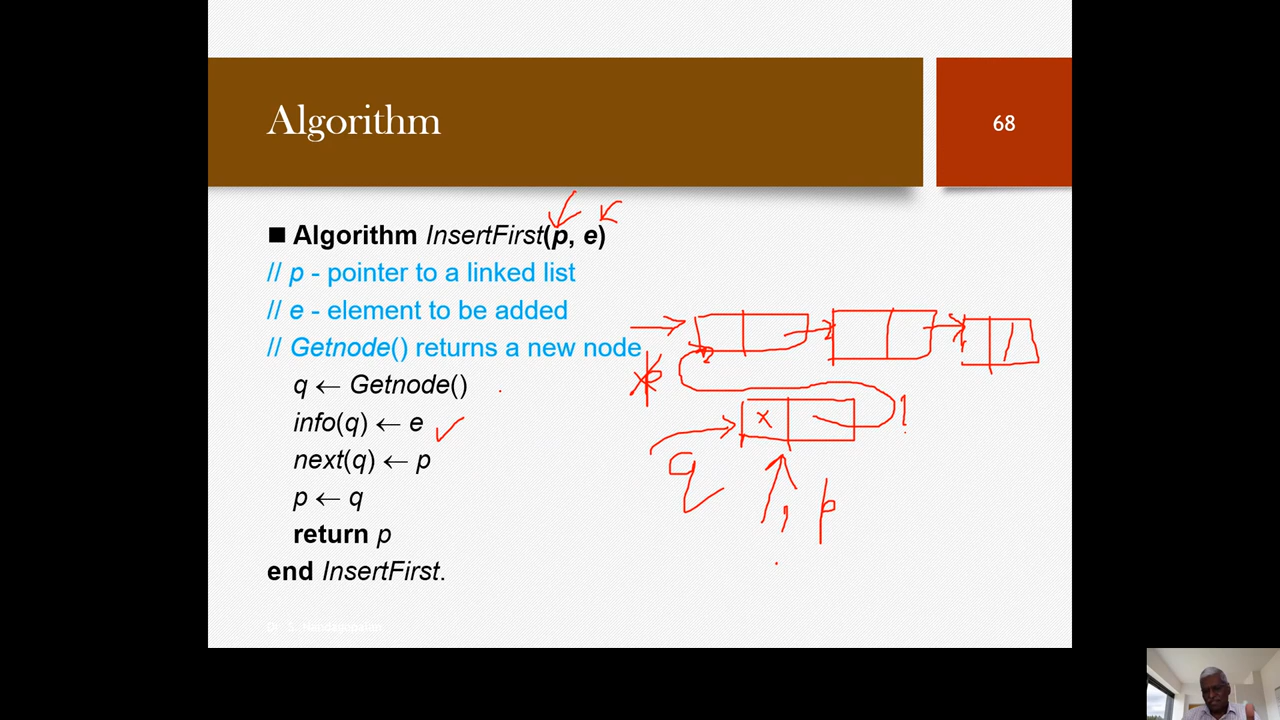 Algorithm
68
■ Algorithm InsertFirst(p, e)
// p - pointer to a linked list
// e - element to be added
// Getnode() returns a new node
q ← Getnode()
info(q) ← e
next(q) ← p
p ← q
return p
end InsertFirst.
p
x
q
p